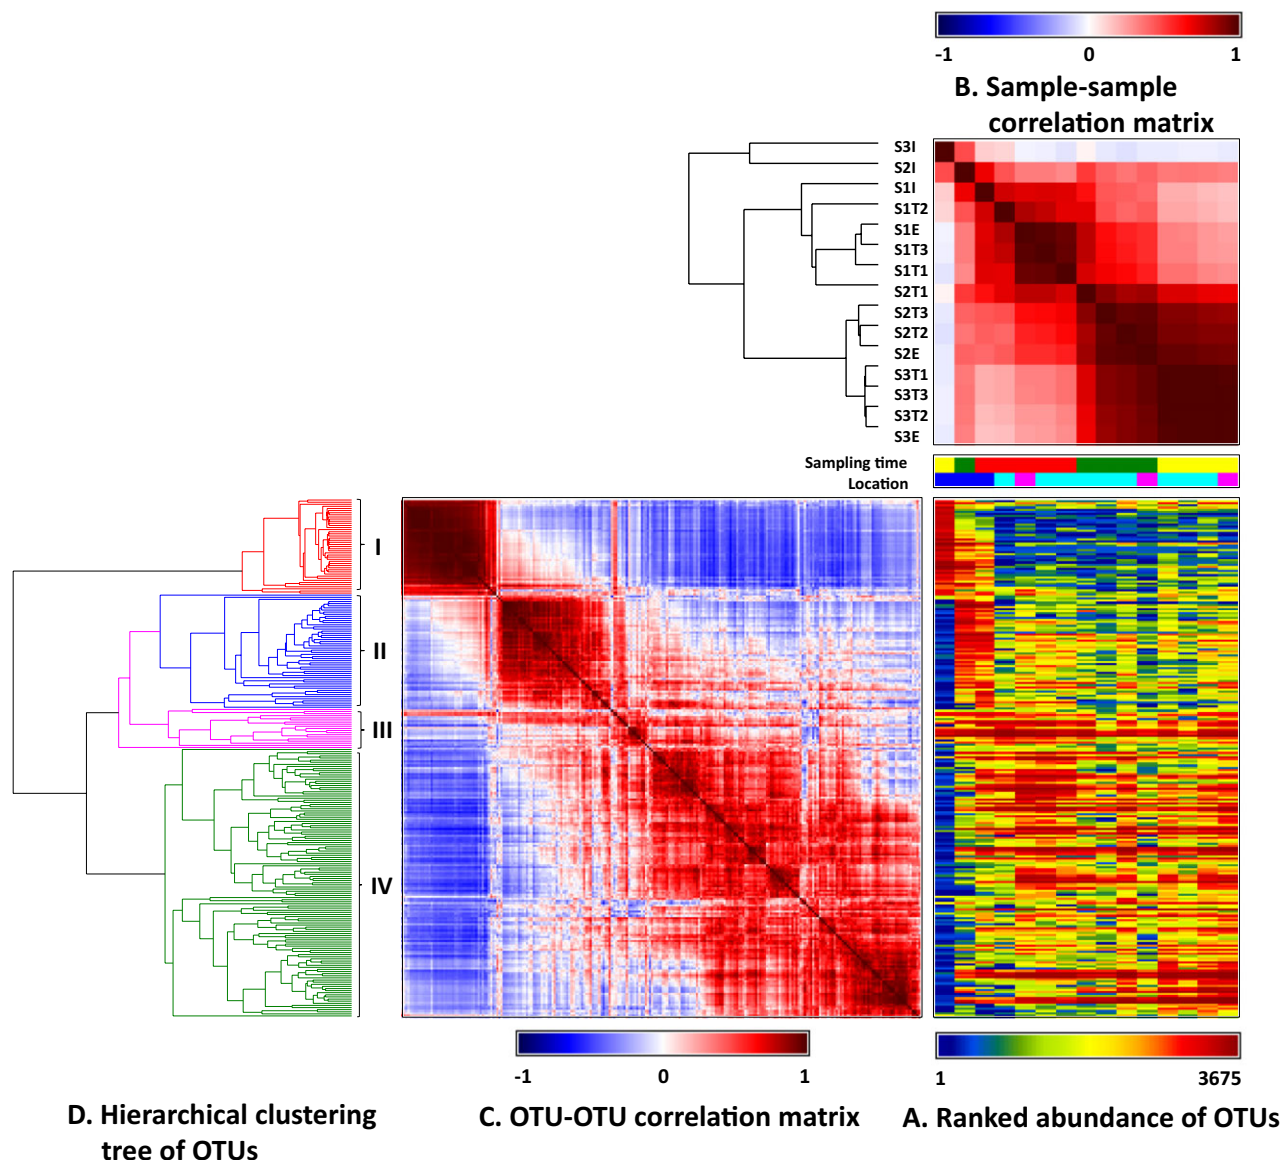 -1 0 1
B. Sample-sample
correlation matrix
S3I
S2I
S1I
S1T2
S1E
S1T3
S1T1
S2T1
S2T3
S2T2
S2E
S3T1
S3T3
S3T2
S3E
Sampling time
Location
I
II
III
IV
-1 0 1
1 3675
D. Hierarchical clustering
tree of OTUs
C. OTU-OTU correlation matrix
A. Ranked abundance of OTUs